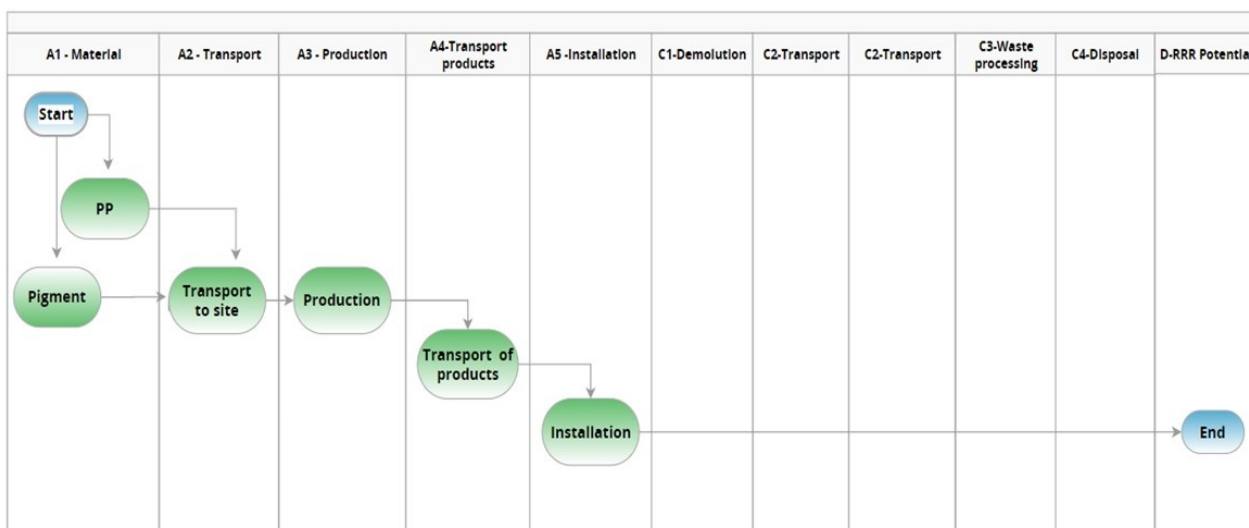 A1 - Material
A2 - Transport
A3 - Production
A4-Transport
products
A5 -Installation
C1-Demolution
C2-Transport
C2-Transport
C3-Waste
processing
C4-Disposal
D-RRR Potential
Start
PP
Pigment
Transport
to site
Production
Transport of
products
Installation
End